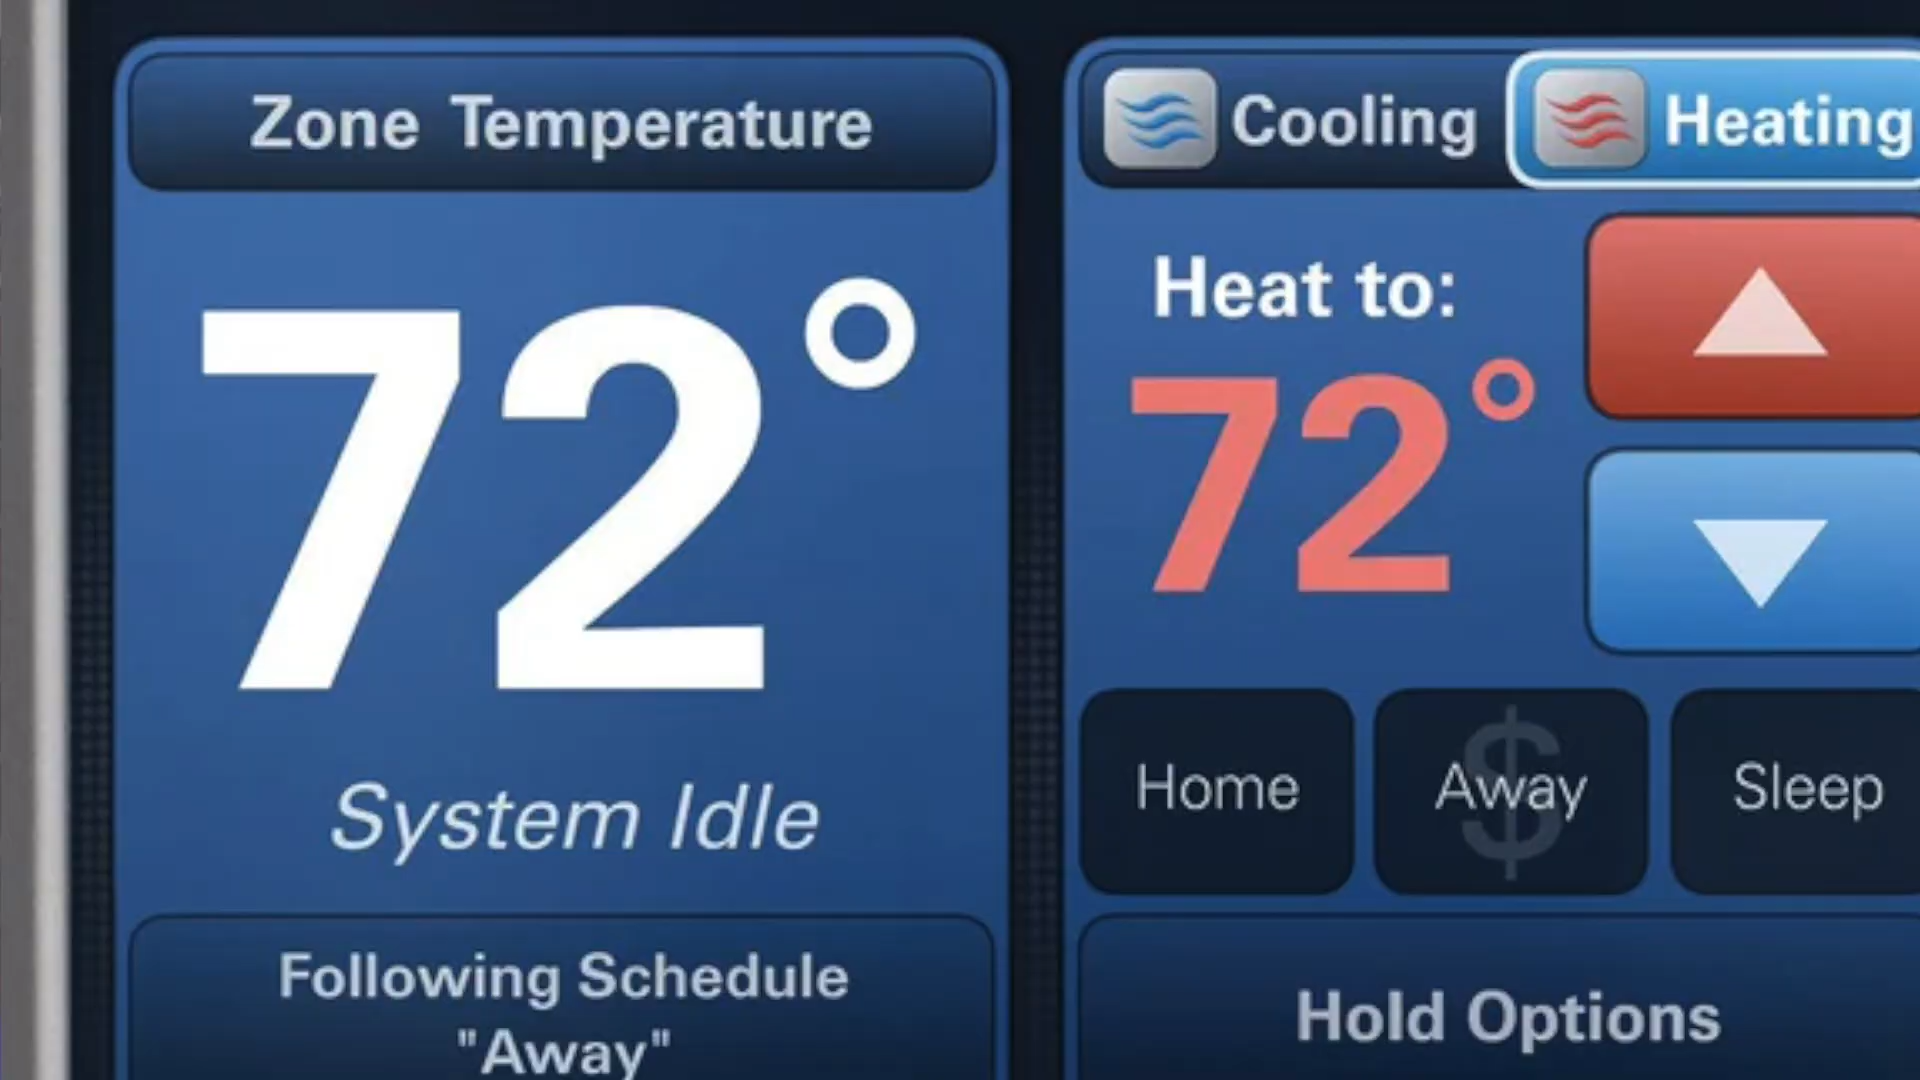 Zone Temperature
72°
System Idle
Following Schedule
"Away"
Cooling
Heating
Heat to:
72°
Home
$
Away
Sleep
Hold Options